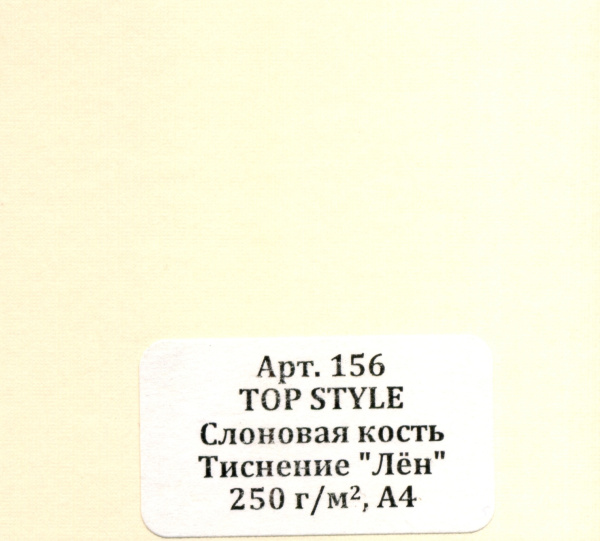 Арт. 156
TOP STYLE
Слоновая кость
Тиснение "Лён"
250 г/м², А4